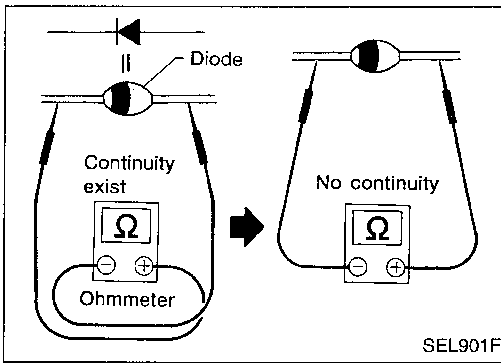 Diode
Continuity
exist
Ω
− +
Ohmmeter
No continuity
Ω
− +
SEL901F